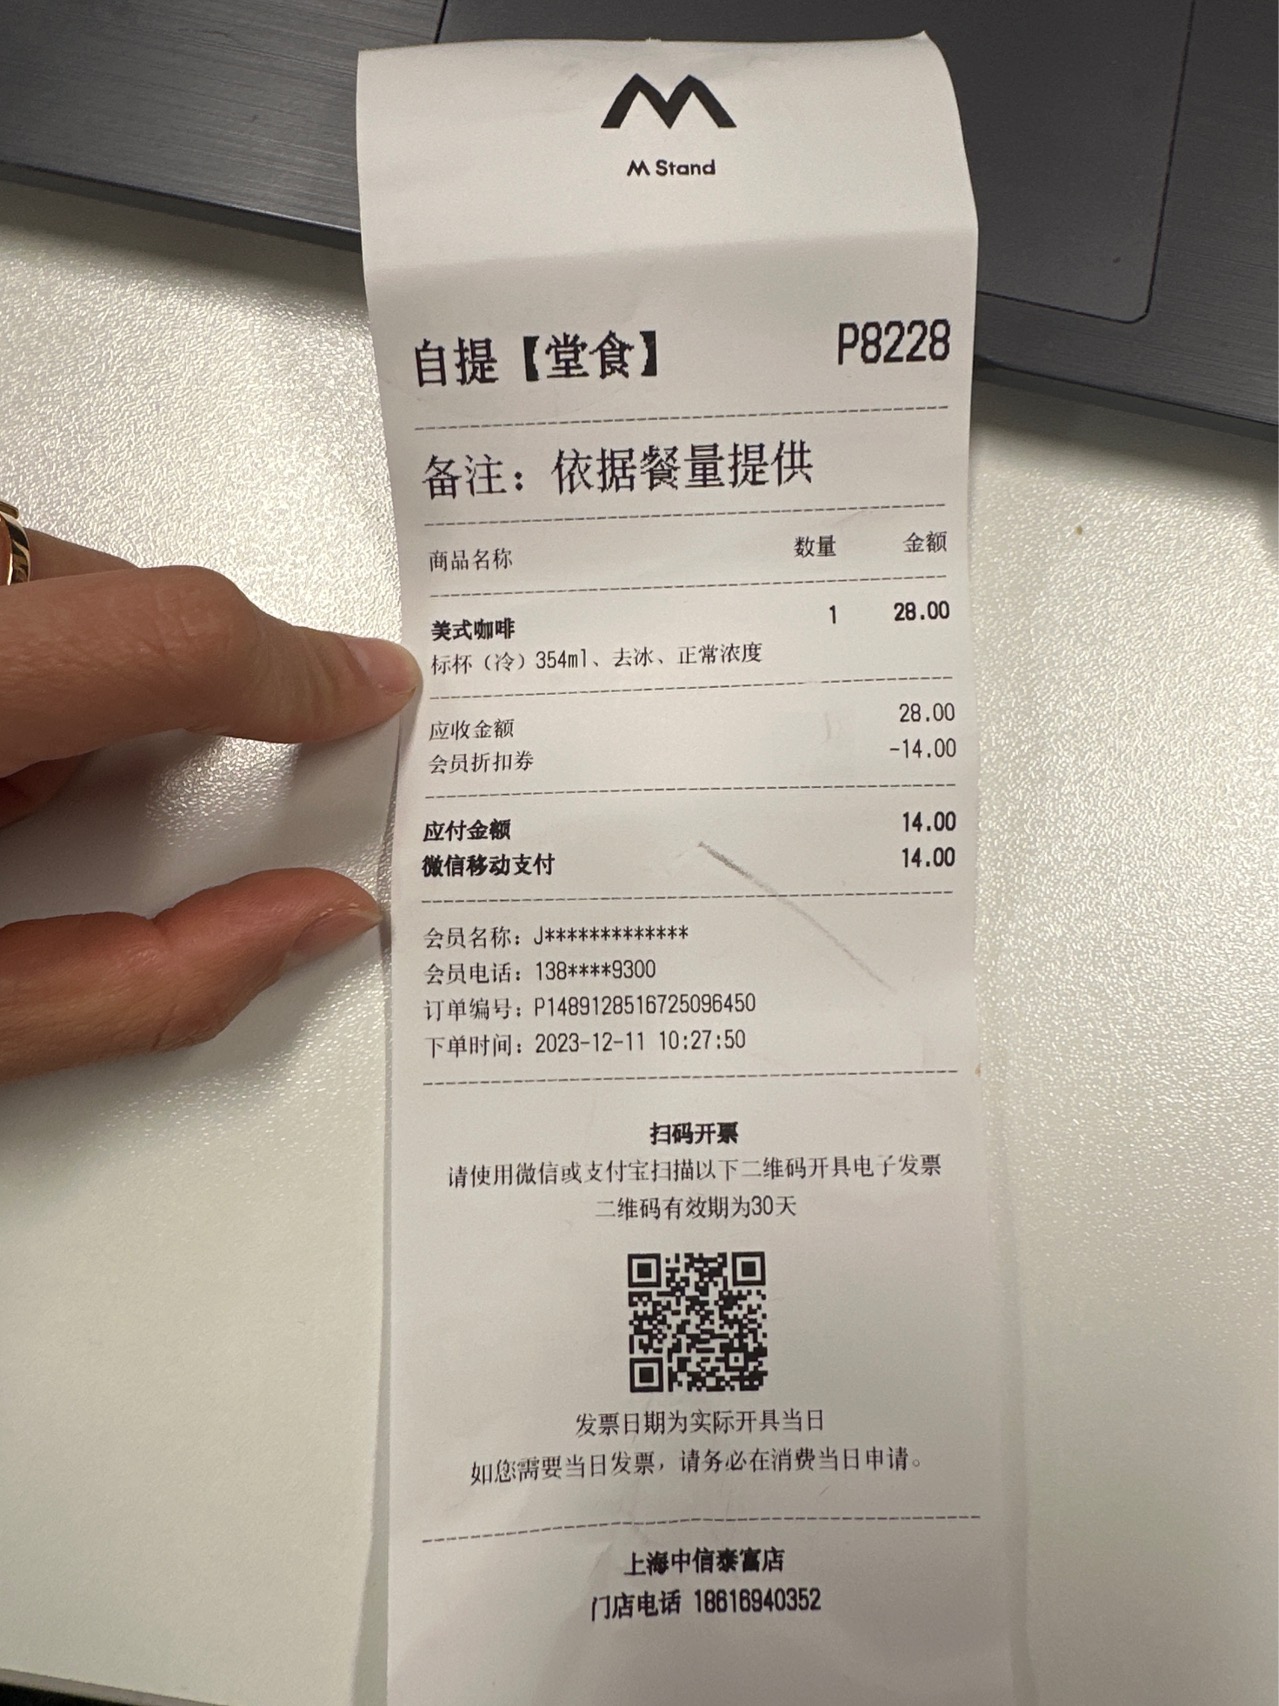 M Stand
自提【堂食】 P8228
备注：依据餐量提供
商品名称 数量 金额
美式咖啡 1 28.00
标杯（冷）354ml、去冰、正常浓度
应收金额 28.00
会员折扣券 -14.00
应付金额 14.00
微信移动支付 14.00
会员名称：J*************
会员电话：138****9300
订单编号：P1489128516725096450
下单时间：2023-12-11 10:27:50
扫码开票
请使用微信或支付宝扫描以下二维码开具电子发票
二维码有效期为30天
发票日期为实际开具当日
如您需要当日发票，请务必在消费当日申请。
上海中信泰富店
门店电话 18616940352